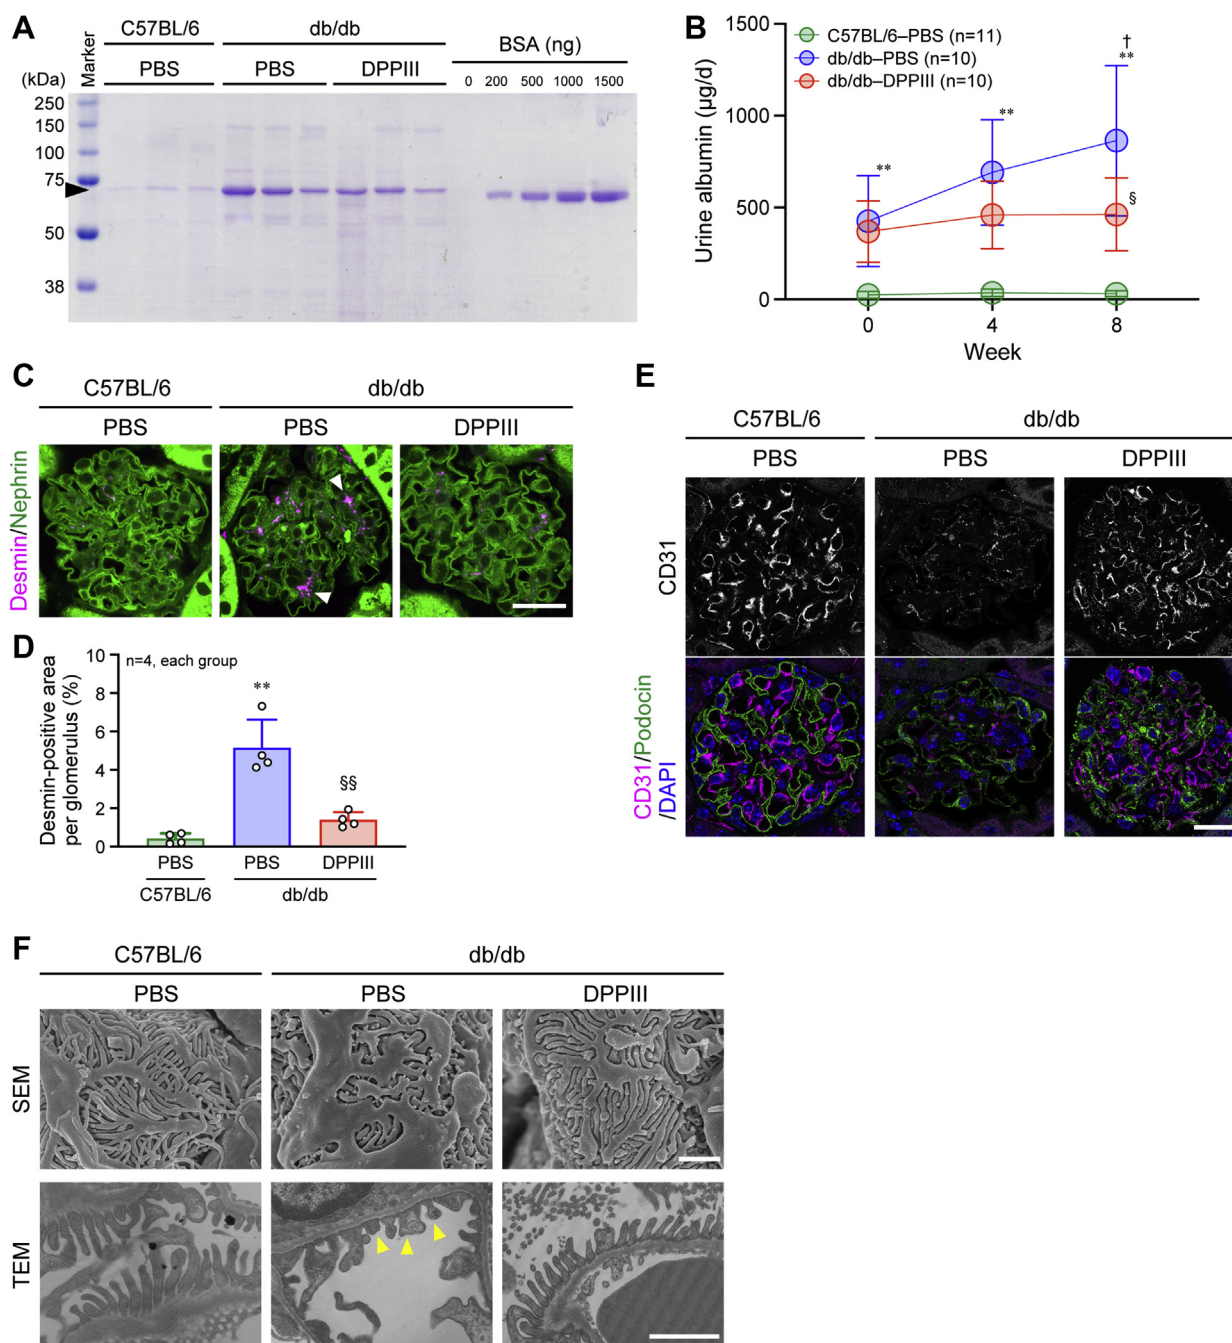 A
C57BL/6
db/db
BSA (ng)
Marker
PBS
PBS
DPPIII
(kDa)
0 200 500 1000 1500
250
150
100
75
50
38
B
C57BL/6–PBS (n=11)
db/db–PBS (n=10)
db/db–DPPIII (n=10)
Urine albumin (µg/d)
1500
1000
500
0
**
**
†
**
§
0 4 8
Week
C
C57BL/6
db/db
PBS
PBS
DPPIII
Desmin/Nephrin
D
Desmin-positive area
per glomerulus (%)
n=4, each group
10
8
6
4
2
0
**
§§
PBS PBS DPPIII
C57BL/6 db/db
E
C57BL/6
db/db
PBS
PBS
DPPIII
CD31
CD31/Podocin
/DAPI
F
C57BL/6
db/db
PBS
PBS
DPPIII
SEM
TEM